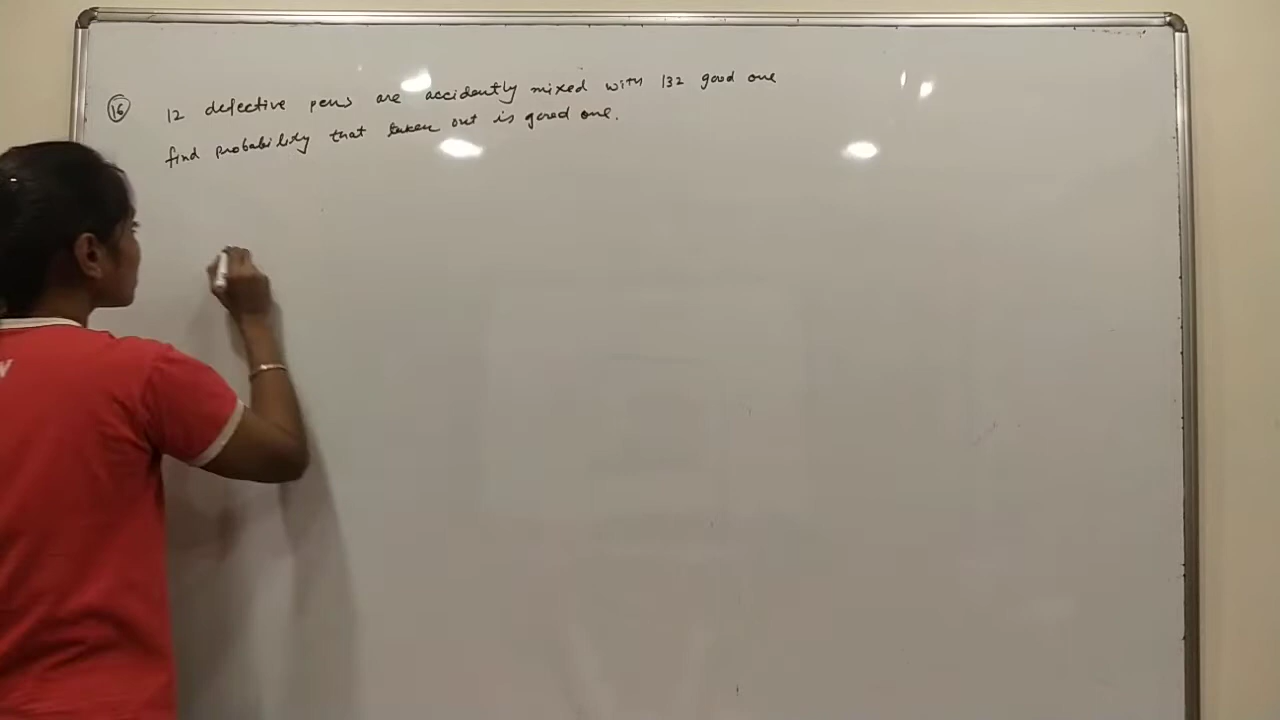 16 12 defective pens are accidently mixed with 132 good one
find probability that taken out is good one.